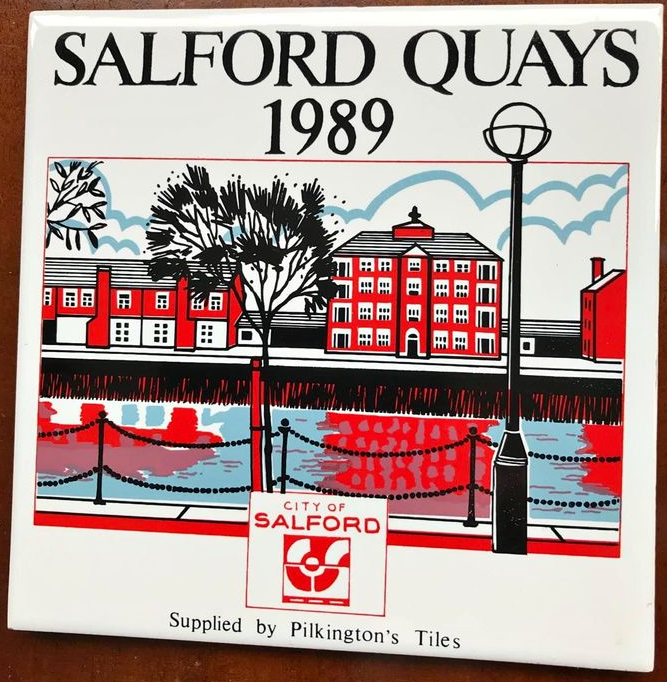 SALFORD QUAYS
1989
CITY OF
SALFORD
Supplied by Pilkington's Tiles